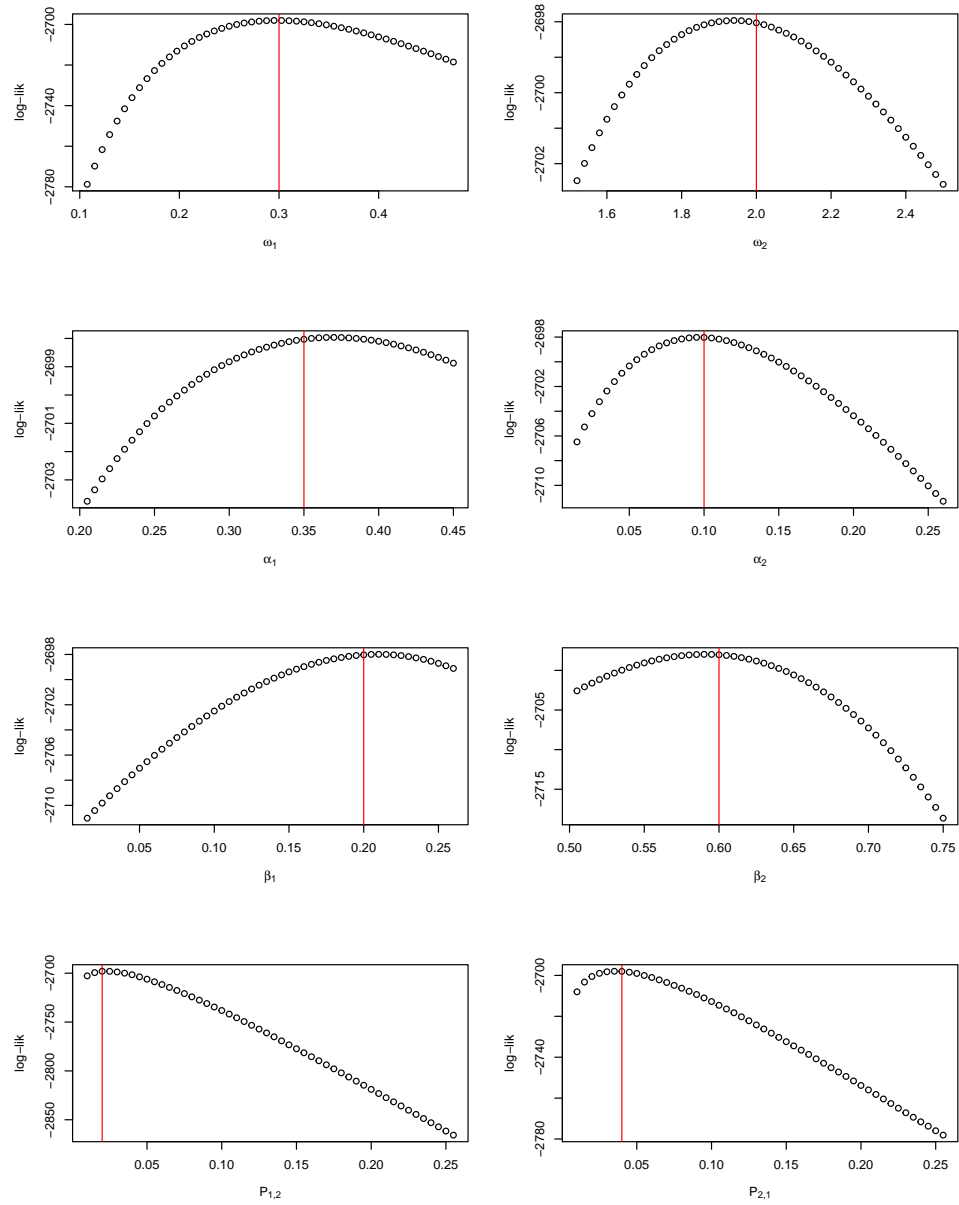 log−lik
−2780 −2740 −2700
0.1 0.2 0.3 0.4
ω1
log−lik
−2702 −2700 −2698
1.6 1.8 2.0 2.2 2.4
ω2
log−lik
−2703 −2701 −2699
0.20 0.25 0.30 0.35 0.40 0.45
α1
log−lik
−2710 −2706 −2702 −2698
0.05 0.10 0.15 0.20 0.25
α2
log−lik
−2710 −2706 −2702 −2698
0.05 0.10 0.15 0.20 0.25
β1
log−lik
−2715 −2705
0.50 0.55 0.60 0.65 0.70 0.75
β2
log−lik
−2850 −2800 −2750 −2700
0.05 0.10 0.15 0.20 0.25
P1,2
log−lik
−2780 −2740 −2700
0.05 0.10 0.15 0.20 0.25
P2,1